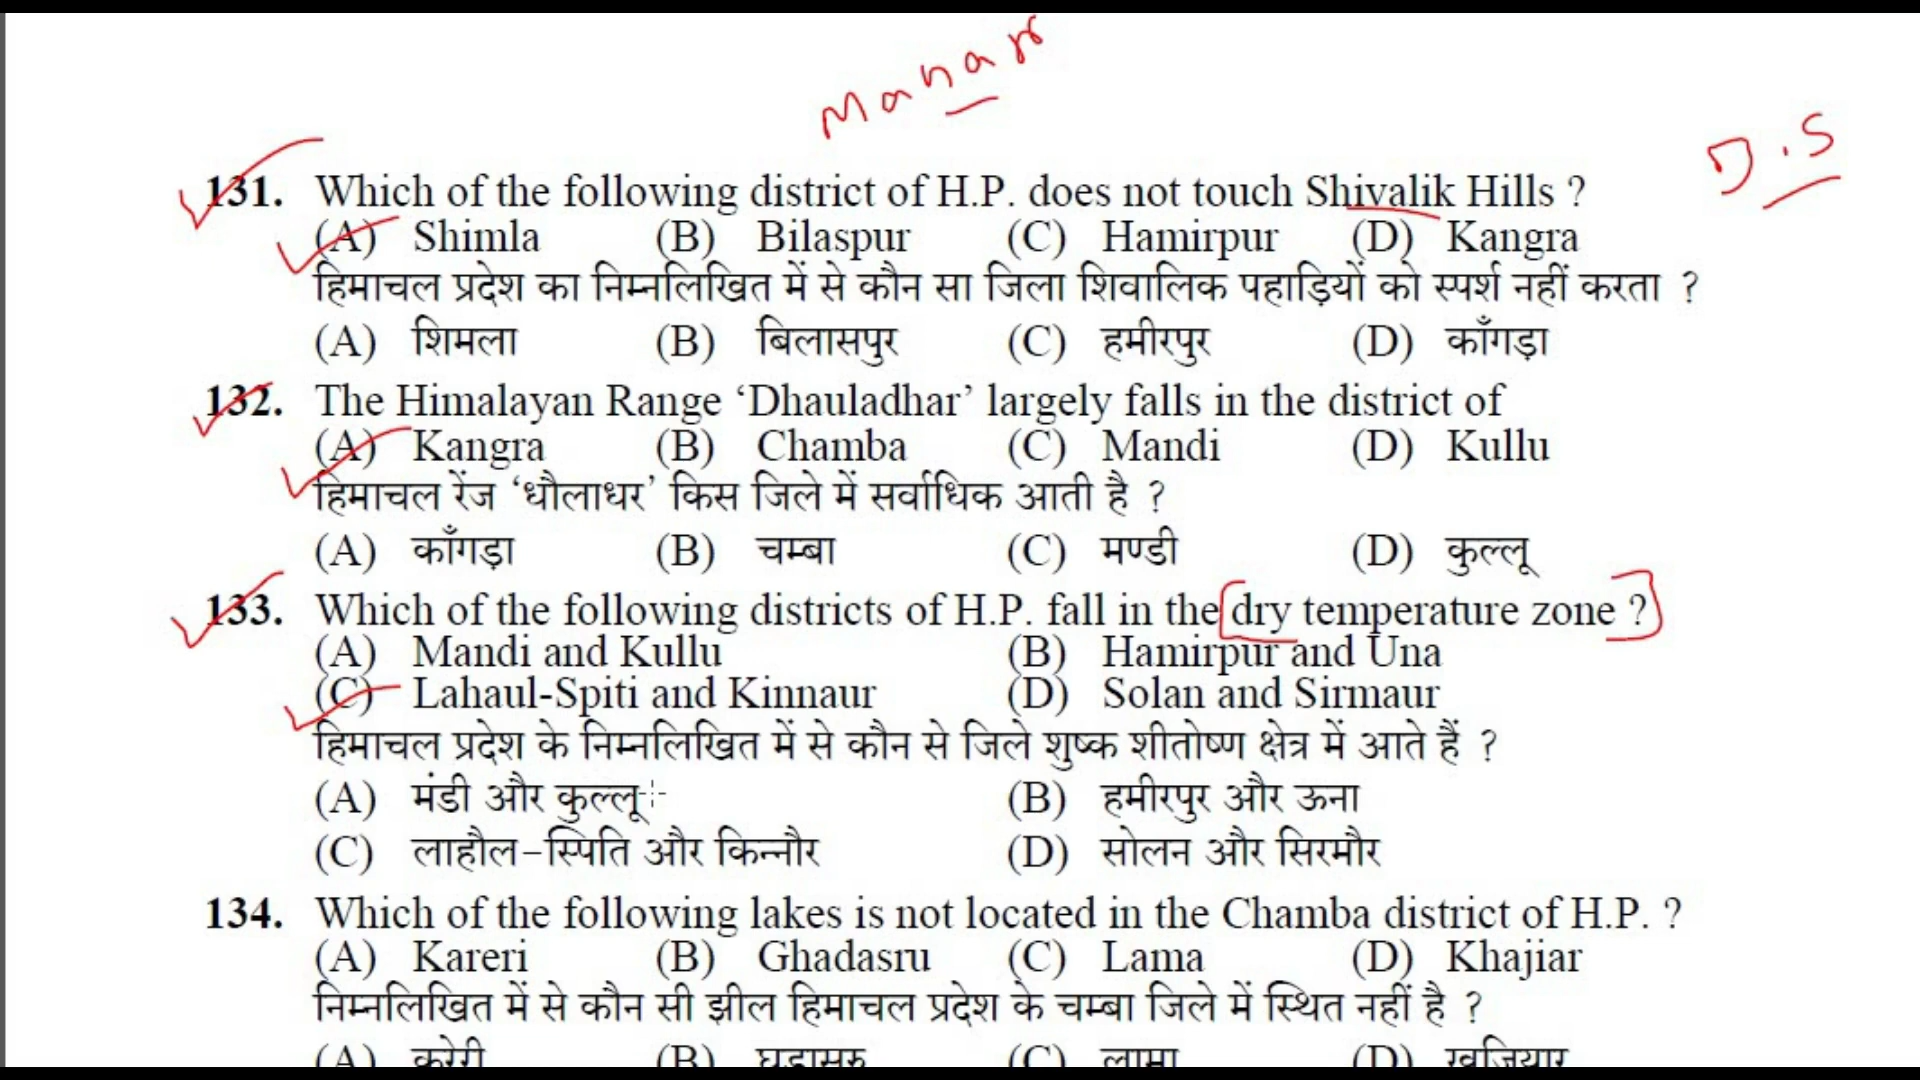 Manar
D.S
131. Which of the following district of H.P. does not touch Shivalik Hills ?
(A) Shimla (B) Bilaspur (C) Hamirpur (D) Kangra
हिमाचल प्रदेश का निम्नलिखित में से कौन सा जिला शिवालिक पहाड़ियों को स्पर्श नहीं करता ?
(A) शिमला (B) बिलासपुर (C) हमीरपुर (D) काँगड़ा
132. The Himalayan Range ‘Dhauladhar’ largely falls in the district of
(A) Kangra (B) Chamba (C) Mandi (D) Kullu
हिमाचल रेंज ‘धौलाधर’ किस जिले में सर्वाधिक आती है ?
(A) काँगड़ा (B) चम्बा (C) मण्डी (D) कुल्लू
133. Which of the following districts of H.P. fall in the dry temperature zone ?
(A) Mandi and Kullu (B) Hamirpur and Una
(C) Lahaul-Spiti and Kinnaur (D) Solan and Sirmaur
हिमाचल प्रदेश के निम्नलिखित में से कौन से जिले शुष्क शीतोष्ण क्षेत्र में आते हैं ?
(A) मंडी और कुल्लू (B) हमीरपुर और ऊना
(C) लाहौल-स्पिति और किन्नौर (D) सोलन और सिरमौर
134. Which of the following lakes is not located in the Chamba district of H.P. ?
(A) Kareri (B) Ghadasru (C) Lama (D) Khajiar
निम्नलिखित में से कौन सी झील हिमाचल प्रदेश के चम्बा जिले में स्थित नहीं है ?
(A) करेरी (B) घड़ासरु (C) लामा (D) खजियार